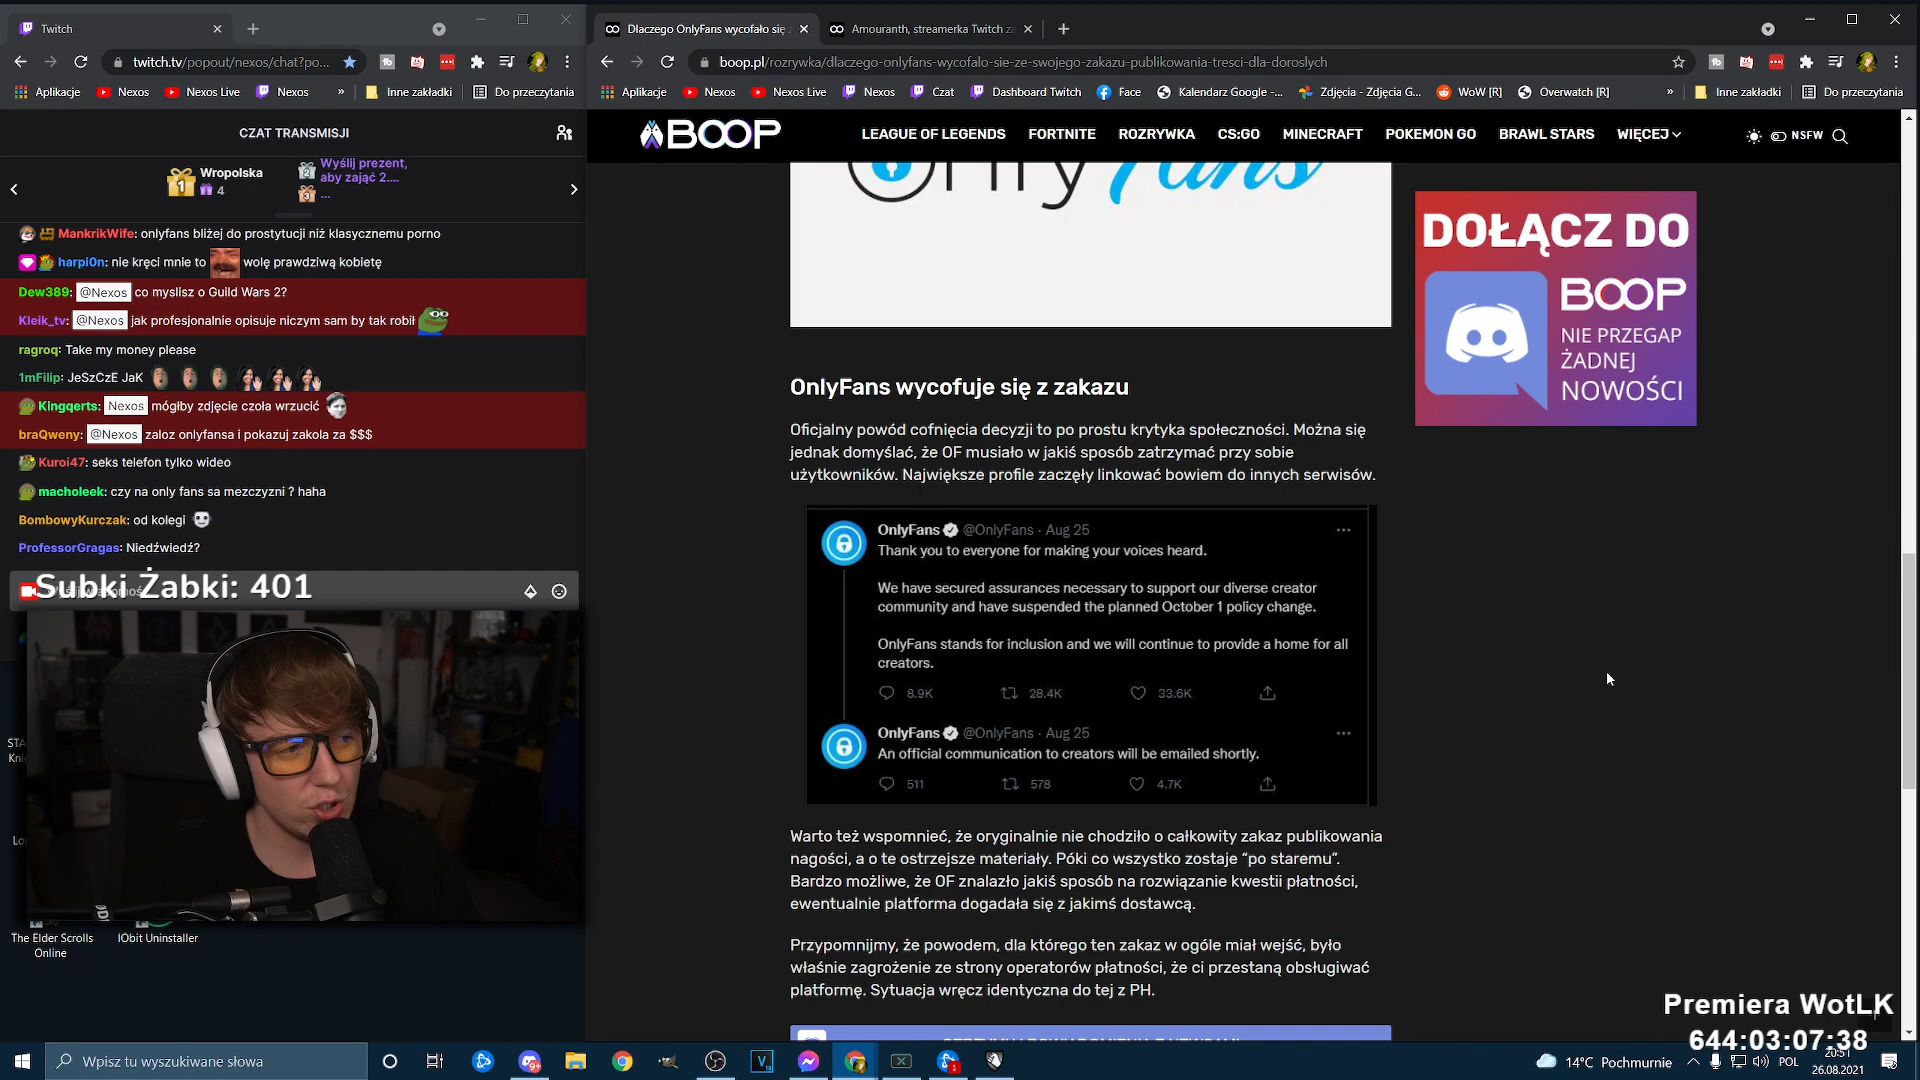 Twitch
Dlaczego OnlyFans wycofało się
Amouranth, streamerka Twitch za
twitch.tv/popout/nexos/chat?po...
boop.pl/rozrywka/dlaczego-onlyfans-wycofalo-sie-ze-swojego-zakazu-publikowania-tresci-dla-doroslych
Aplikacje
Nexos
Nexos Live
Nexos
»
Inne zakładki
Do przeczytania
Aplikacje
Nexos
Nexos Live
Nexos
Czat
Dashboard Twitch
Face
Kalendarz Google -...
Zdjęcia - Zdjęcia G...
WoW [R]
Overwatch [R]
»
Inne zakładki
Do przeczytania
CZAT TRANSMISJI
Wropolska
4
Wyślij prezent,
aby zająć 2....
...
MankrikWife: onlyfans bliżej do prostytucji niż klasycznemu porno
harpi0n: nie kręci mnie to wolę prawdziwą kobietę
Dew389: @Nexos co myslisz o Guild Wars 2?
Kleik_tv: @Nexos jak profesjonalnie opisuje niczym sam by tak robił
ragroq: Take my money please
1mFilip: JeSzCzE JaK
Kingqerts: Nexos mógłby zdjęcie czoła wrzucić
braQweny: @Nexos zaloz onlyfansa i pokazuj zakola za $$$
Kuroi47: seks telefon tylko wideo
macholeek: czy na only fans sa mezczyzni ? haha
BombowyKurczak: od kolegi
ProfessorGragas: Niedźwiedź?
Subki Żabki: 401
The Elder Scrolls
Online
IObit Uninstaller
BOOP
LEAGUE OF LEGENDS
FORTNITE
ROZRYWKA
CS:GO
MINECRAFT
POKEMON GO
BRAWL STARS
WIĘCEJ
NSFW
OnlyFans
DOŁĄCZ DO
BOOP
NIE PRZEGAP
ŻADNEJ
NOWOŚCI
OnlyFans wycofuje się z zakazu
Oficjalny powód cofnięcia decyzji to po prostu krytyka społeczności. Można się
jednak domyślać, że OF musiało w jakiś sposób zatrzymać przy sobie
użytkowników. Największe profile zaczęły linkować bowiem do innych serwisów.
OnlyFans @OnlyFans · Aug 25
Thank you to everyone for making your voices heard.
We have secured assurances necessary to support our diverse creator
community and have suspended the planned October 1 policy change.
OnlyFans stands for inclusion and we will continue to provide a home for all
creators.
8.9K
28.4K
33.6K
OnlyFans @OnlyFans · Aug 25
An official communication to creators will be emailed shortly.
511
578
4.7K
Warto też wspomnieć, że oryginalnie nie chodziło o całkowity zakaz publikowania
nagości, a o te ostrzejsze materiały. Póki co wszystko zostaje “po staremu”.
Bardzo możliwe, że OF znalazło jakiś sposób na rozwiązanie kwestii płatności,
ewentualnie platforma dogadała się z jakimś dostawcą.
Przypomnijmy, że powodem, dla którego ten zakaz w ogóle miał wejść, było
właśnie zagrożenie ze strony operatorów płatności, że ci przestaną obsługiwać
platformę. Sytuacja wręcz identyczna do tej z PH.
Premiera WotLK
644:03:07:38
Wpisz tu wyszukiwane słowa
14°C Pochmurnie
POL
20:51
26.08.2021